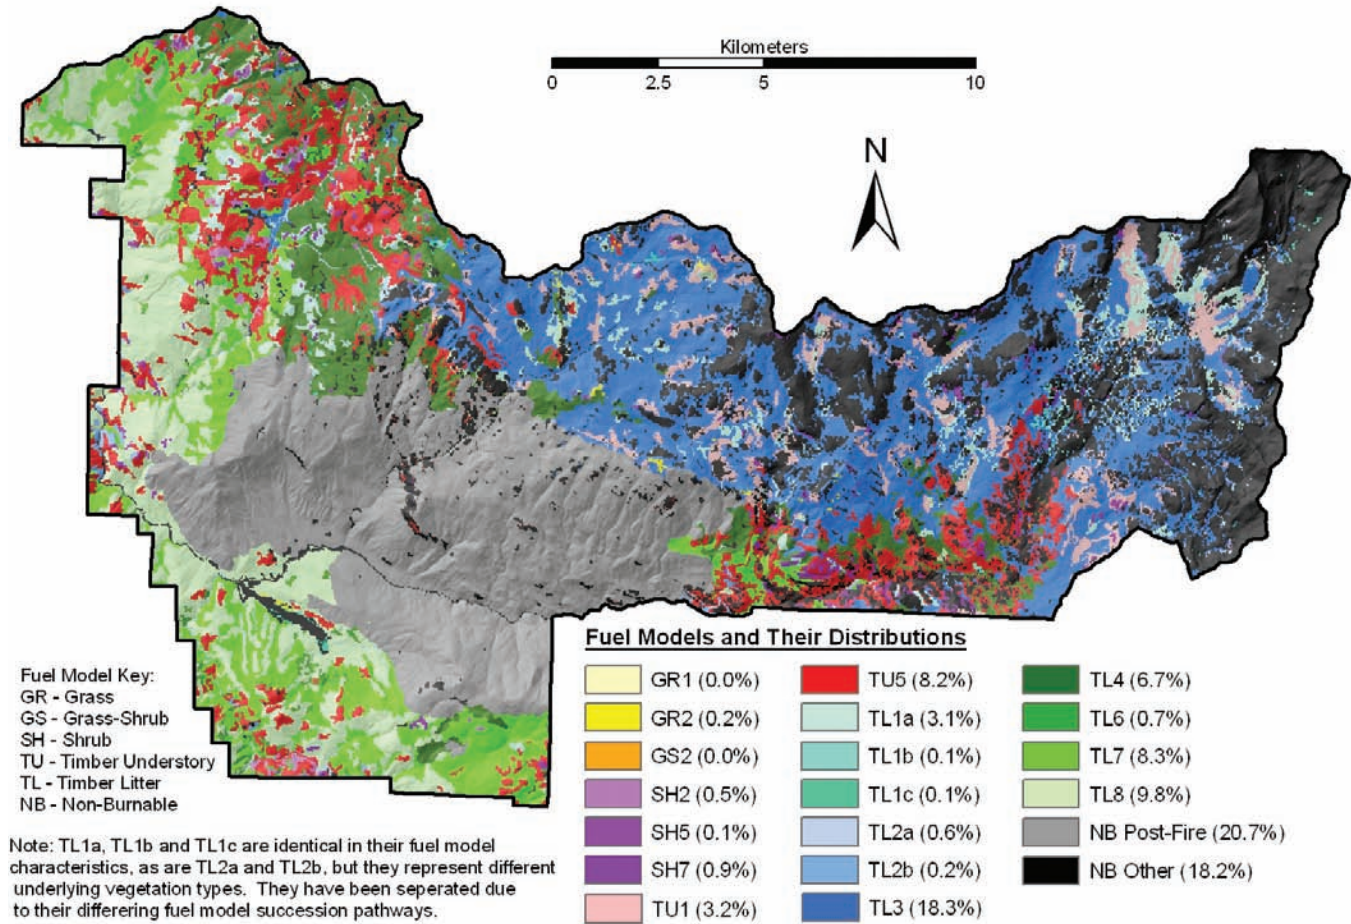 Kilometers
0 2.5 5 10
N
Fuel Models and Their Distributions
Fuel Model Key:
GR - Grass
GS - Grass-Shrub
SH - Shrub
TU - Timber Understory
TL - Timber Litter
NB - Non-Burnable
GR1 (0.0%)
GR2 (0.2%)
GS2 (0.0%)
SH2 (0.5%)
SH5 (0.1%)
SH7 (0.9%)
TU1 (3.2%)
TU5 (8.2%)
TL1a (3.1%)
TL1b (0.1%)
TL1c (0.1%)
TL2a (0.6%)
TL2b (0.2%)
TL3 (18.3%)
TL4 (6.7%)
TL6 (0.7%)
TL7 (8.3%)
TL8 (9.8%)
NB Post-Fire (20.7%)
NB Other (18.2%)
Note: TL1a, TL1b and TL1c are identical in their fuel model
characteristics, as are TL2a and TL2b, but they represent different
underlying vegetation types. They have been seperated due
to their differing fuel model succession pathways.